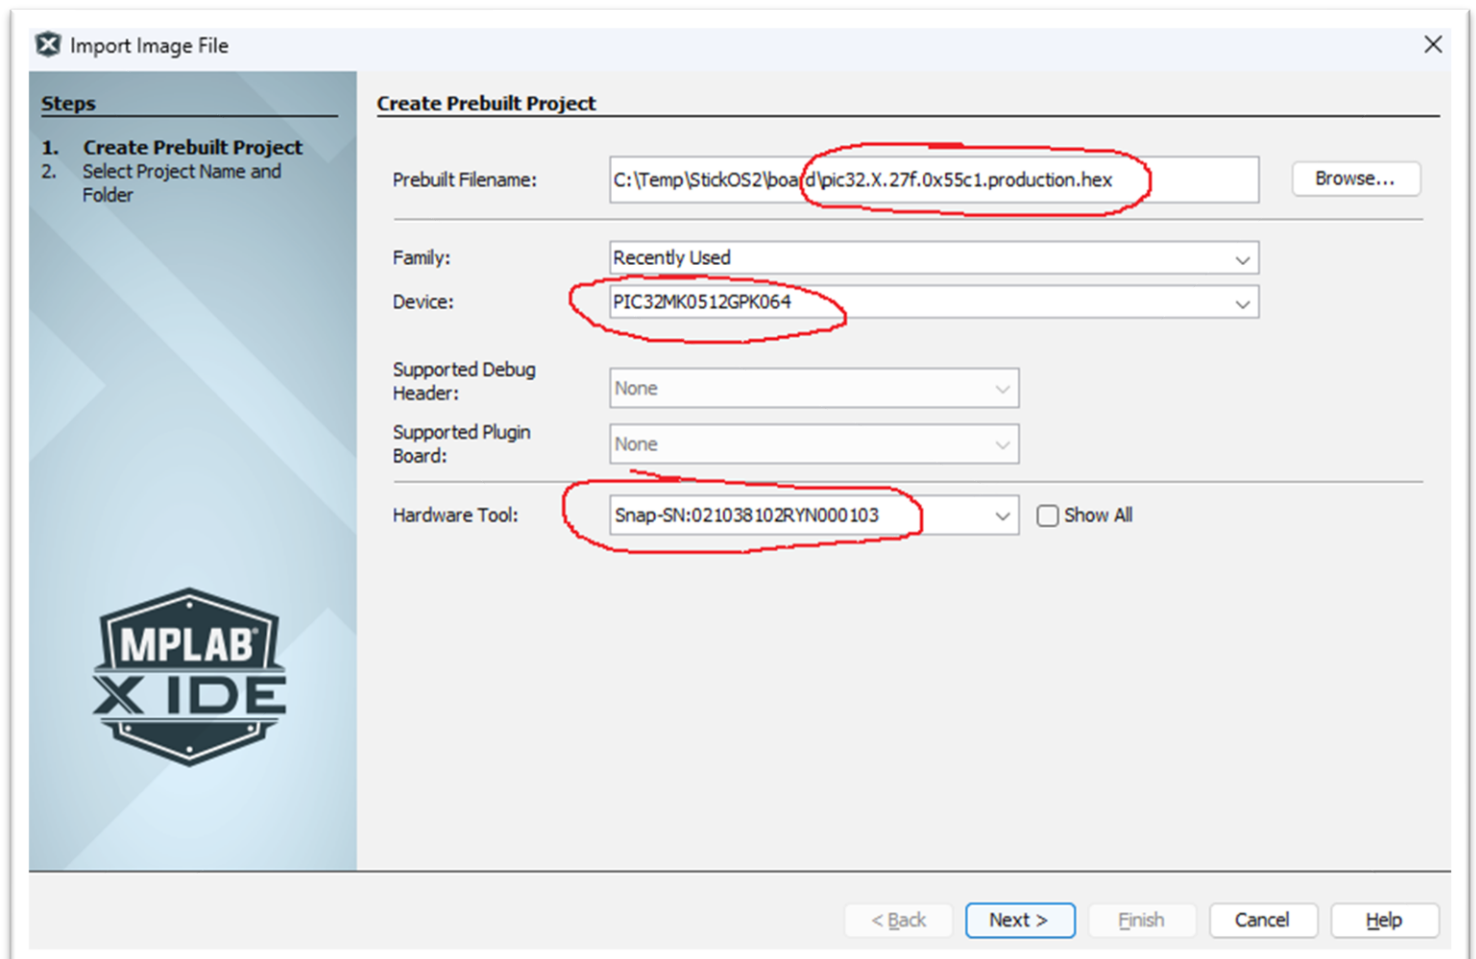 Import Image File
Steps
1. Create Prebuilt Project
2. Select Project Name and
Folder
MPLAB®
X IDE
Create Prebuilt Project
Prebuilt Filename: C:\Temp\StickOS2\board\pic32.X.27f.0x55c1.production.hex Browse...
Family: Recently Used
Device: PIC32MK0512GPK064
Supported Debug
Header: None
Supported Plugin
Board: None
Hardware Tool: Snap-SN:021038102RYN000103 Show All
< Back Next > Finish Cancel Help